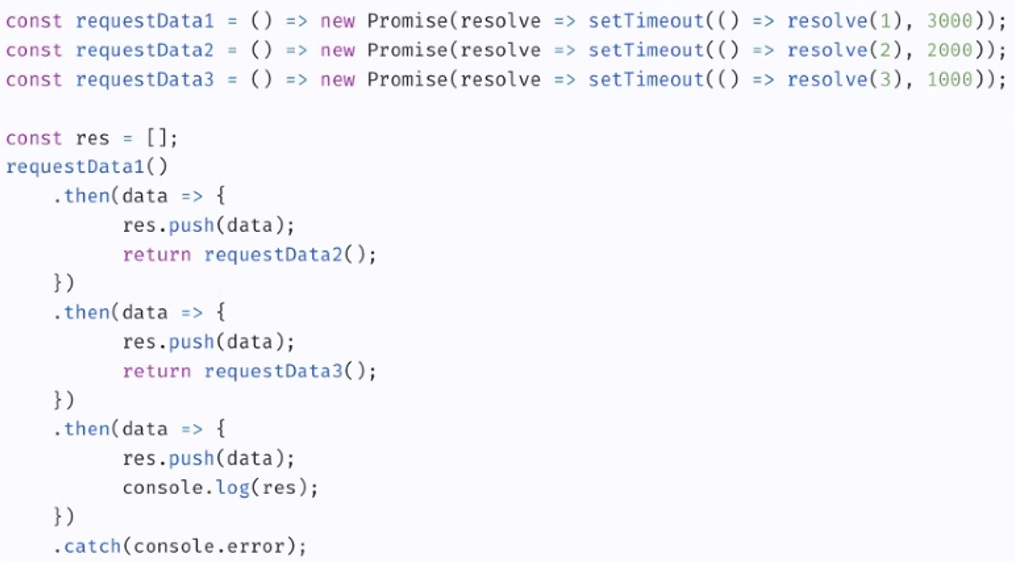 const requestData1 = () => new Promise(resolve => setTimeout(() => resolve(1), 3000));
const requestData2 = () => new Promise(resolve => setTimeout(() => resolve(2), 2000));
const requestData3 = () => new Promise(resolve => setTimeout(() => resolve(3), 1000));

const res = [];
requestData1()
    .then(data => {
          res.push(data);
          return requestData2();
    })
    .then(data => {
          res.push(data);
          return requestData3();
    })
    .then(data => {
          res.push(data);
          console.log(res);
    })
    .catch(console.error);